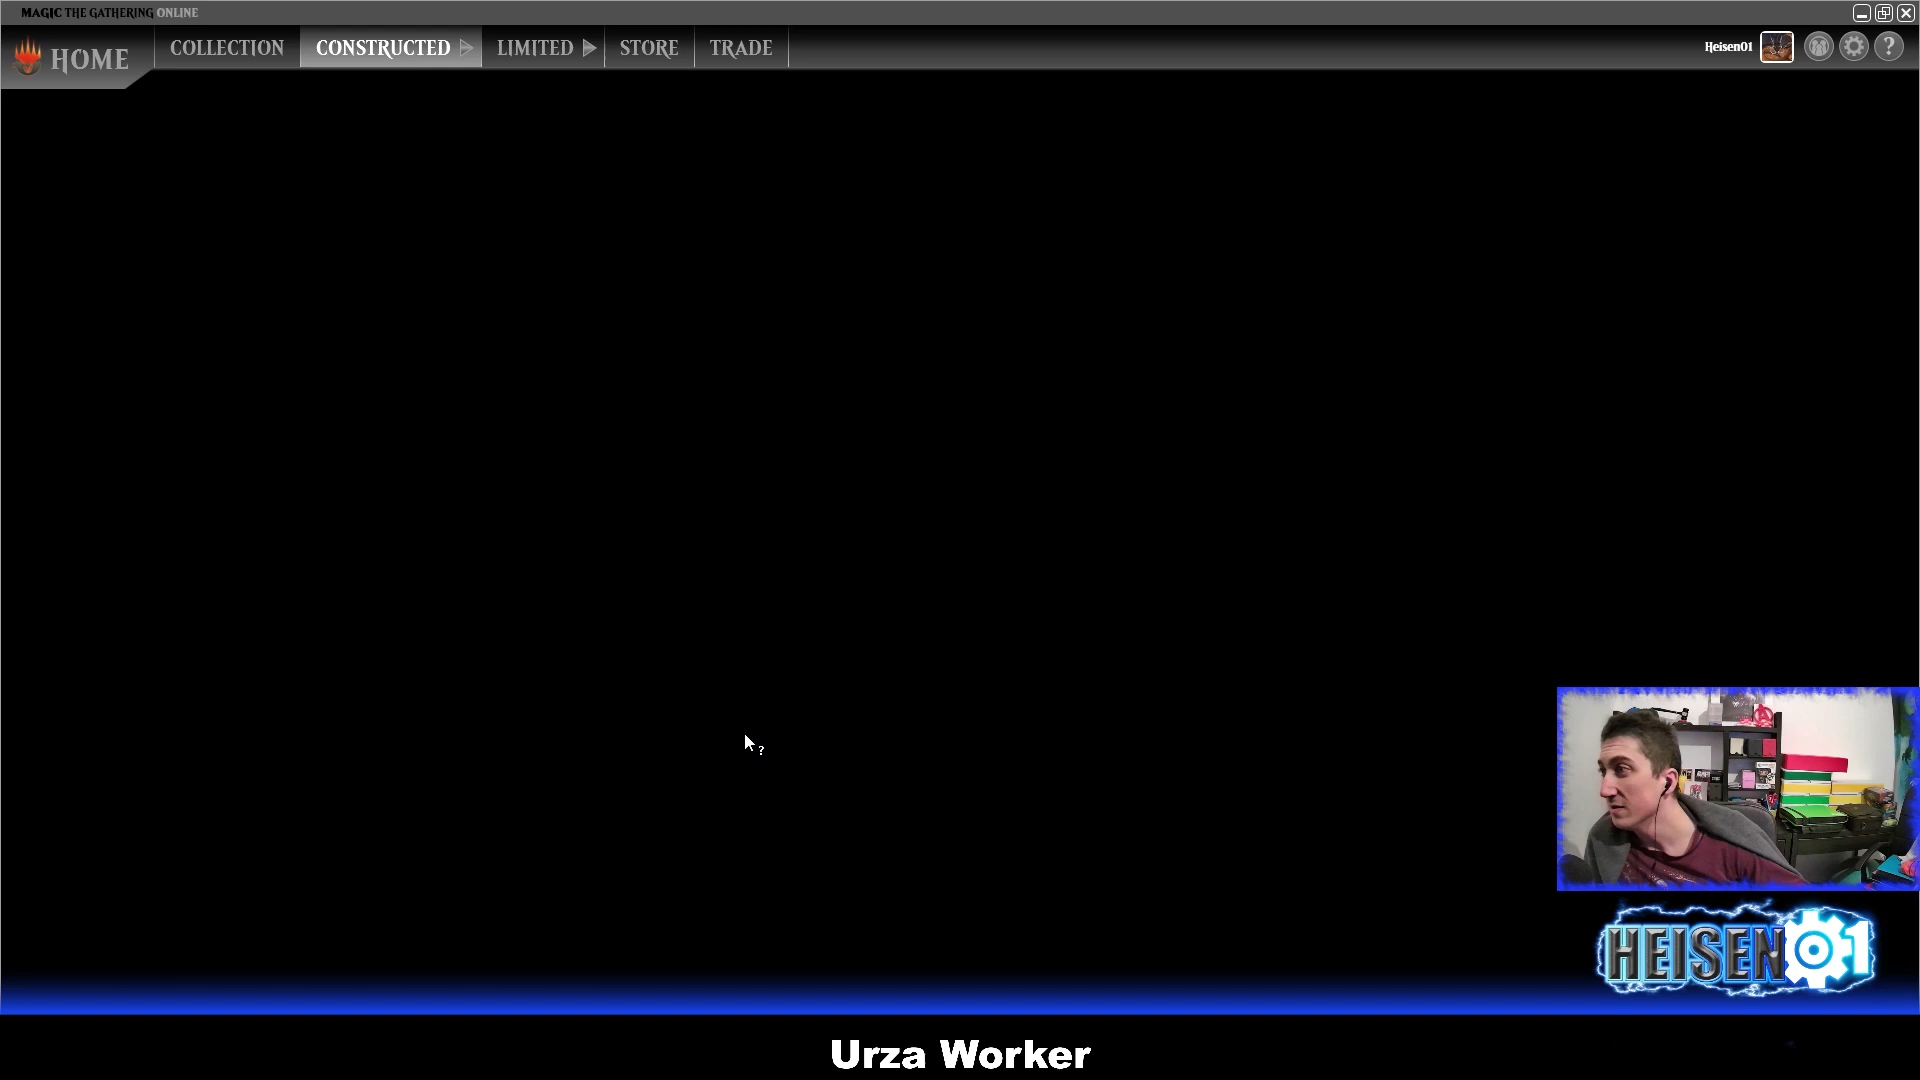 MAGIC THE GATHERING ONLINE
HOME
COLLECTION
CONSTRUCTED
LIMITED
STORE
TRADE
Heisen01
?
?
HEISEN01
Urza Worker